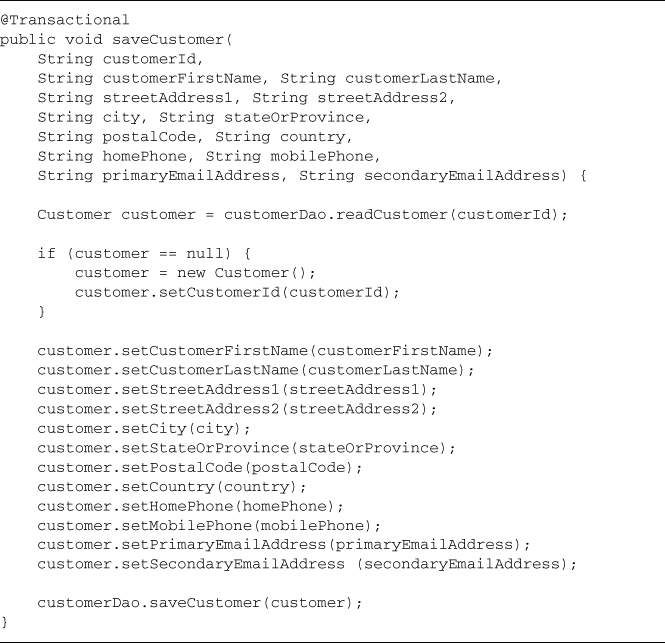 @Transactional
public void saveCustomer(
    String customerId,
    String customerFirstName, String customerLastName,
    String streetAddress1, String streetAddress2,
    String city, String stateOrProvince,
    String postalCode, String country,
    String homePhone, String mobilePhone,
    String primaryEmailAddress, String secondaryEmailAddress) {

    Customer customer = customerDao.readCustomer(customerId);

    if (customer == null) {
        customer = new Customer();
        customer.setCustomerId(customerId);
    }

    customer.setCustomerFirstName(customerFirstName);
    customer.setCustomerLastName(customerLastName);
    customer.setStreetAddress1(streetAddress1);
    customer.setStreetAddress2(streetAddress2);
    customer.setCity(city);
    customer.setStateOrProvince(stateOrProvince);
    customer.setPostalCode(postalCode);
    customer.setCountry(country);
    customer.setHomePhone(homePhone);
    customer.setMobilePhone(mobilePhone);
    customer.setPrimaryEmailAddress(primaryEmailAddress);
    customer.setSecondaryEmailAddress (secondaryEmailAddress);

    customerDao.saveCustomer(customer);
}